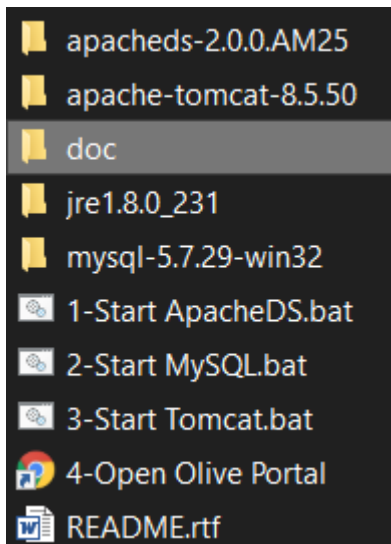 apacheds-2.0.0.AM25
apache-tomcat-8.5.50
doc
jre1.8.0_231
mysql-5.7.29-win32
1-Start ApacheDS.bat
2-Start MySQL.bat
3-Start Tomcat.bat
4-Open Olive Portal
README.rtf